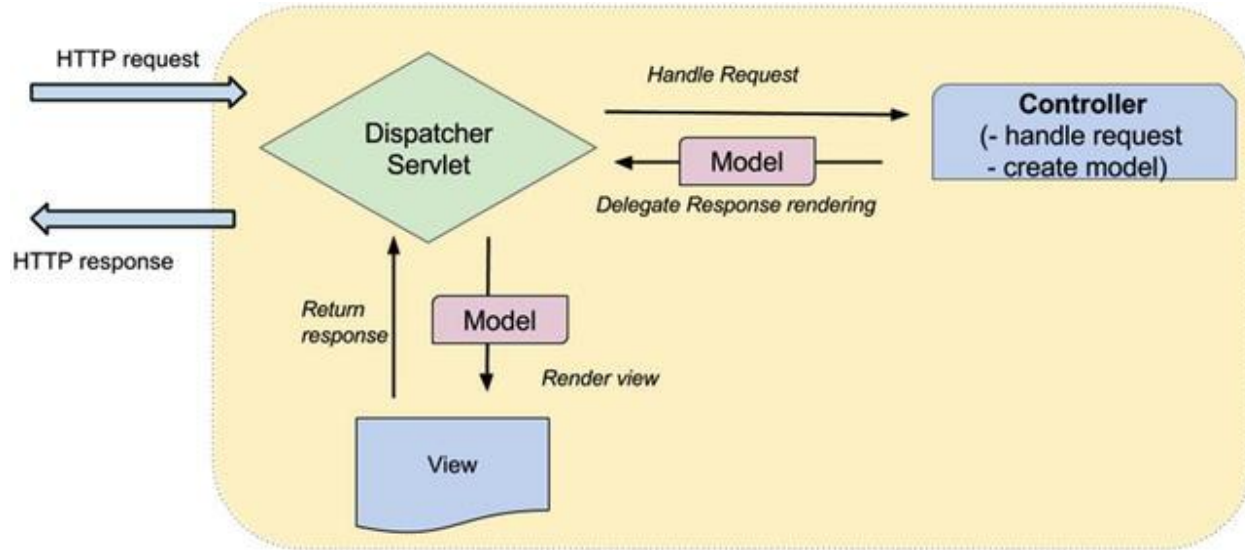 HTTP request
Handle Request
Dispatcher
Servlet
Controller
(- handle request
- create model)
Model
Delegate Response rendering
HTTP response
Return
response
Model
Render view
View